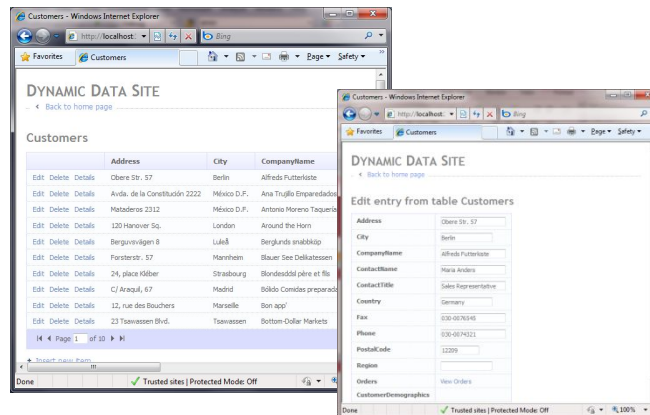 Customers - Windows Internet Explorer
http://localhost:
Bing
Favorites Customers Page Safety
DYNAMIC DATA SITE
Back to home page
Customers
Address City CompanyName
Edit Delete Details Obere Str. 57 Berlin Alfreds Futterkiste
Edit Delete Details Avda. de la Constitución 2222 México D.F. Ana Trujillo Emparedados
Edit Delete Details Mataderos 2312 México D.F. Antonio Moreno Taquería
Edit Delete Details 120 Hanover Sq. London Around the Horn
Edit Delete Details Berguvsvägen 8 Luleå Berglunds snabbköp
Edit Delete Details Forsterstr. 57 Mannheim Blauer See Delikatessen
Edit Delete Details 24, place Kléber Strasbourg Blondesddsl père et fils
Edit Delete Details C/ Araquil, 67 Madrid Bólido Comidas preparada
Edit Delete Details 12, rue des Bouchers Marseille Bon app'
Edit Delete Details 23 Tsawassen Blvd. Tsawassen Bottom-Dollar Markets
Page 1 of 10
Insert new item
Done Trusted sites | Protected Mode: Off
Customers - Windows Internet Explorer
http://localhost: Bing
Favorites Customers Page Safety
DYNAMIC DATA SITE
Back to home page
Edit entry from table Customers
Address Obere Str. 57
City Berlin
CompanyName Alfreds Futterkiste
ContactName Maria Anders
ContactTitle Sales Representative
Country Germany
Fax 030-0076545
Phone 030-0074321
PostalCode 12209
Region
Orders View Orders
CustomerDemographics
Done Trusted sites | Protected Mode: Off 100%